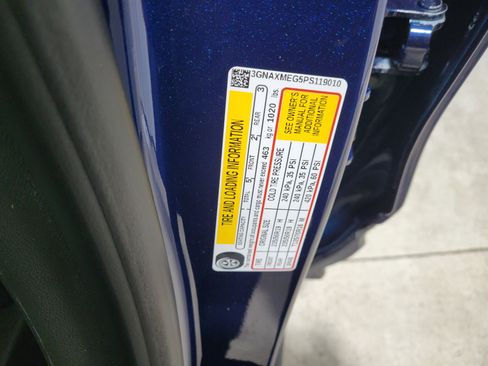 3GNAXMEG5PS119010
TIRE AND LOADING INFORMATION
SEATING CAPACITY TOTAL 5 FRONT 2 REAR 3
The combined weight of occupants and cargo must never exceed 463 kg or 1020 lbs.
TIRE ORIGINAL SIZE COLD TIRE PRESSURE
FRONT 240 kPa, 35 PSI
REAR 240 kPa, 35 PSI
SPARE 420 kPa, 60 PSI
SEE OWNER'S
MANUAL FOR
ADDITIONAL
INFORMATION